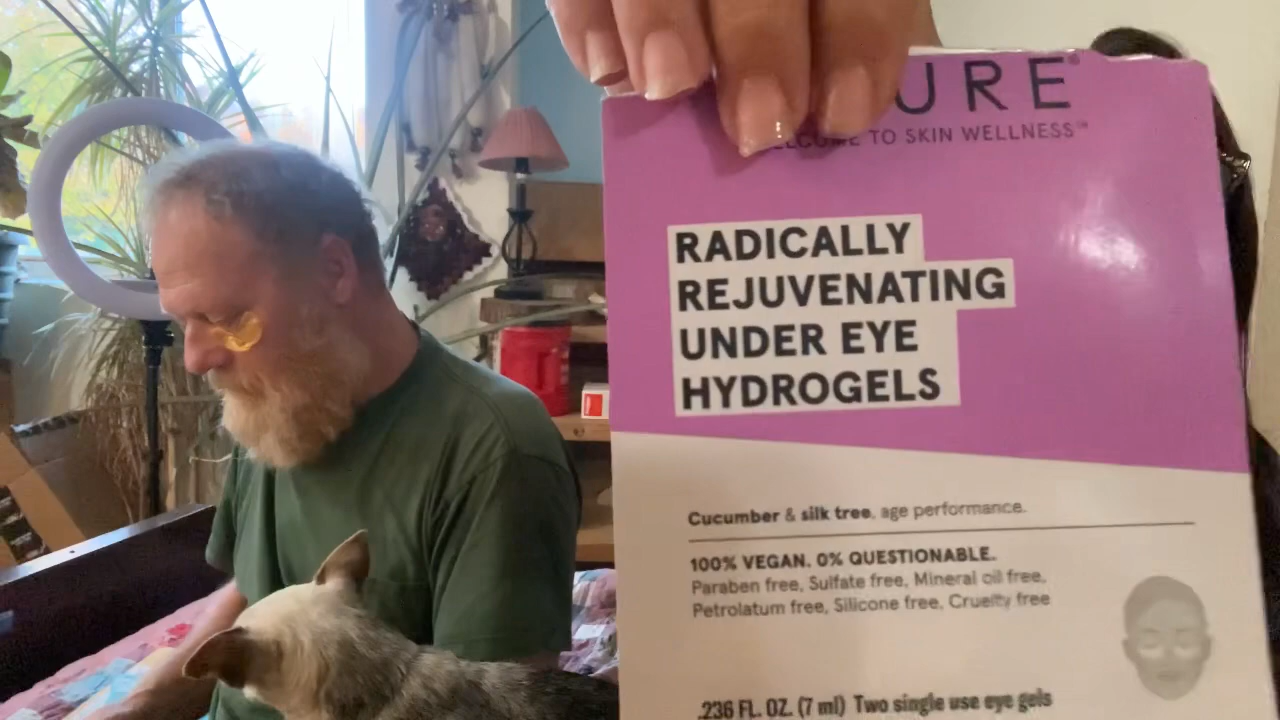 URE®
WELCOME TO SKIN WELLNESS™
RADICALLY
REJUVENATING
UNDER EYE
HYDROGELS
Cucumber & silk tree, age performance.
100% VEGAN. 0% QUESTIONABLE.
Paraben free, Sulfate free, Mineral oil free,
Petrolatum free, Silicone free, Cruelty free
.236 FL. OZ. (7 ml) Two single use eye gels